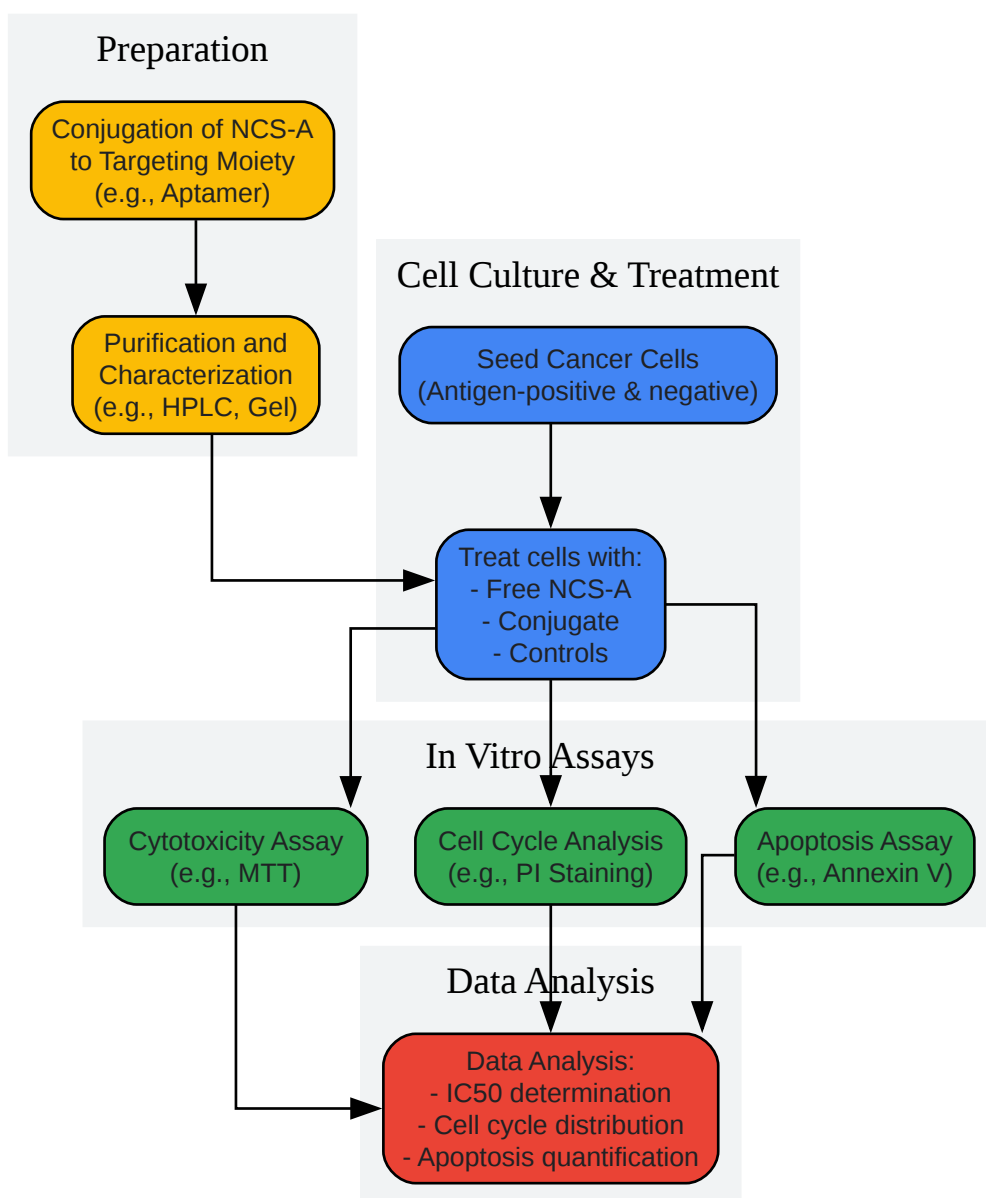 Preparation
Conjugation of NCS-A
to Targeting Moiety
(e.g., Aptamer)
Purification and
Characterization
(e.g., HPLC, Gel)
Cell Culture & Treatment
Seed Cancer Cells
(Antigen-positive & negative)
Treat cells with:
- Free NCS-A
- Conjugate
- Controls
In Vitro Assays
Cytotoxicity Assay
(e.g., MTT)
Cell Cycle Analysis
(e.g., PI Staining)
Apoptosis Assay
(e.g., Annexin V)
Data Analysis
Data Analysis:
- IC50 determination
- Cell cycle distribution
- Apoptosis quantification